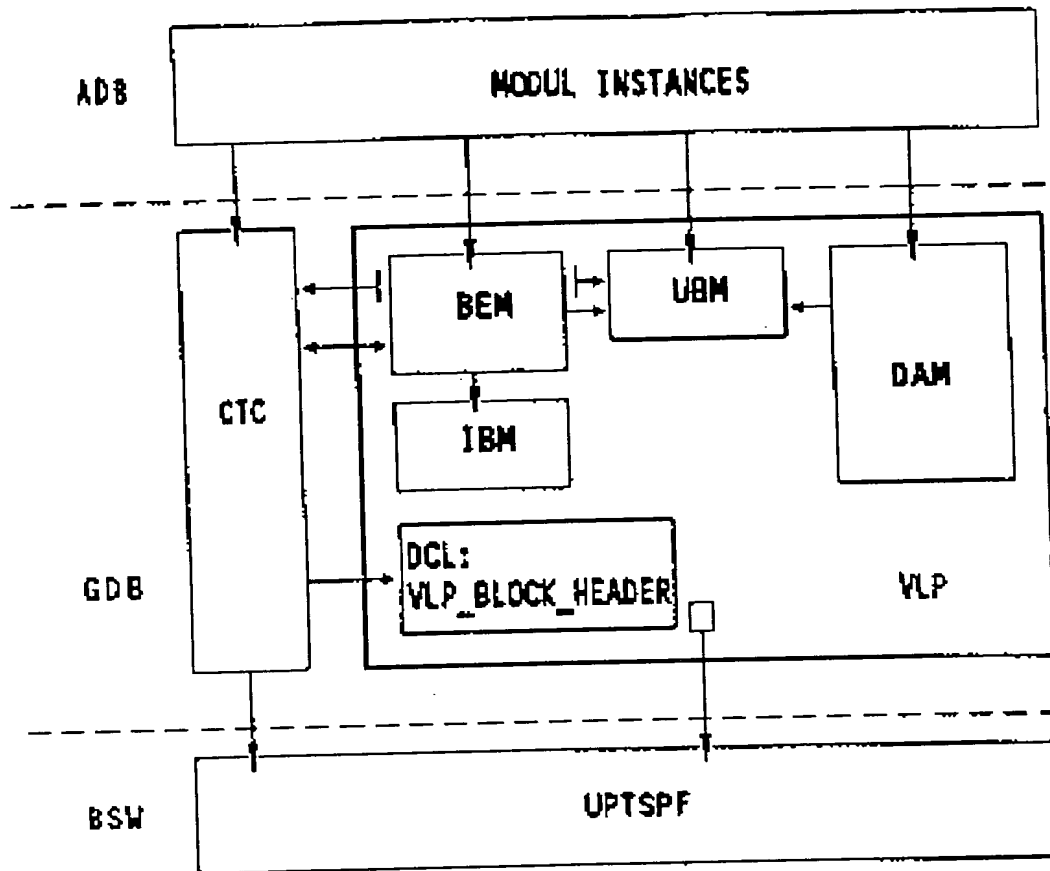 ADB
MODUL INSTANCES
BEM
UBM
DAM
CTC
IBM
DCL:
VLP_BLOCK_HEADER
GDB
VLP
BSW
UPTSPF